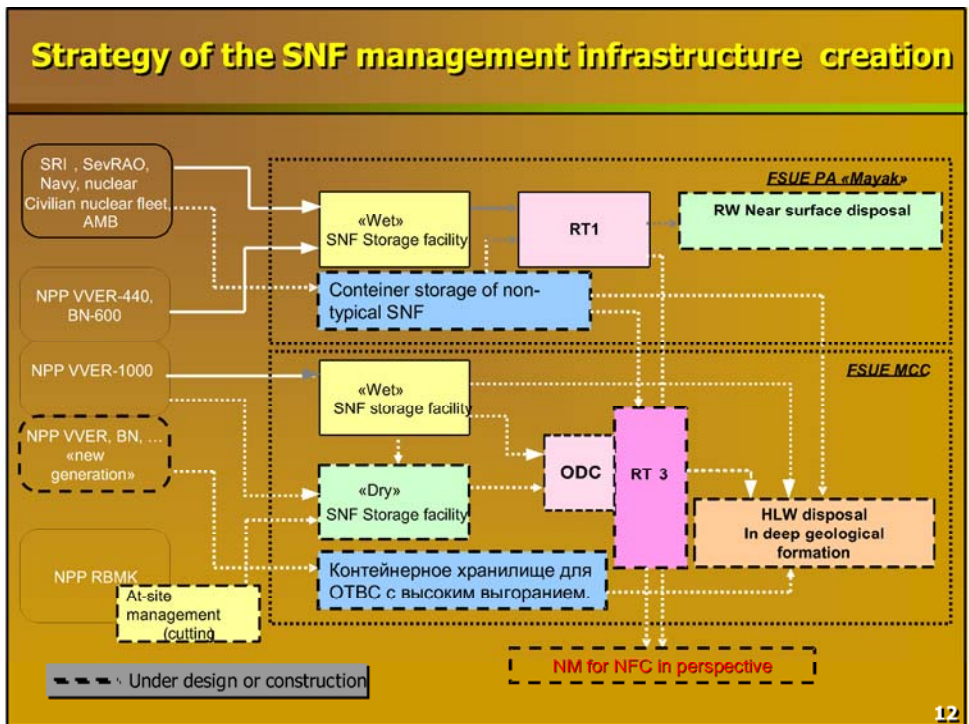 Strategy of the SNF management infrastructure creation
SRI , SevRAO,
Navy, nuclear
Civilian nuclear fleet,
AMB
NPP VVER-440,
BN-600
NPP VVER-1000
NPP VVER, BN, …
«new
generation»
NPP RBMK
At-site
management
(cutting)
FSUE PA «Mayak»
«Wet»
SNF Storage facility
RT1
RW Near surface disposal
Conteiner storage of non-
typical SNF
FSUE MCC
«Wet»
SNF storage facility
«Dry»
SNF Storage facility
ODC
RT 3
HLW disposal
In deep geological
formation
Контейнерное хранилище для
ОТВС с высоким выгоранием.
NM for NFC in perspective
Under design or construction
12